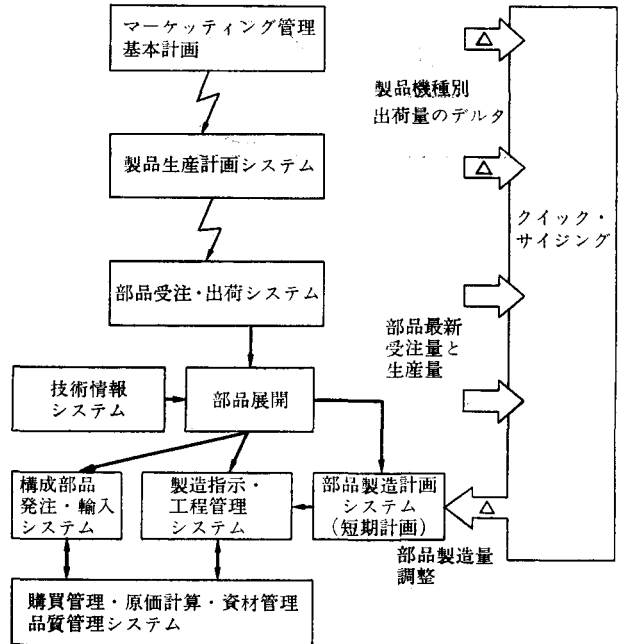 マーケッティング管理
基本計画
製品機種別
出荷量のデルタ
製品生産計画システム
クイック・
サイジング
部品受注・出荷システム
部品最新
受注量と
生産量
技術情報
システム
部品展開
構成部品
発注・輸入
システム
製造指示・
工程管理
システム
部品製造計画
システム
(短期計画)
部品製造量
調整
購買管理・原価計算・資材管理
品質管理システム